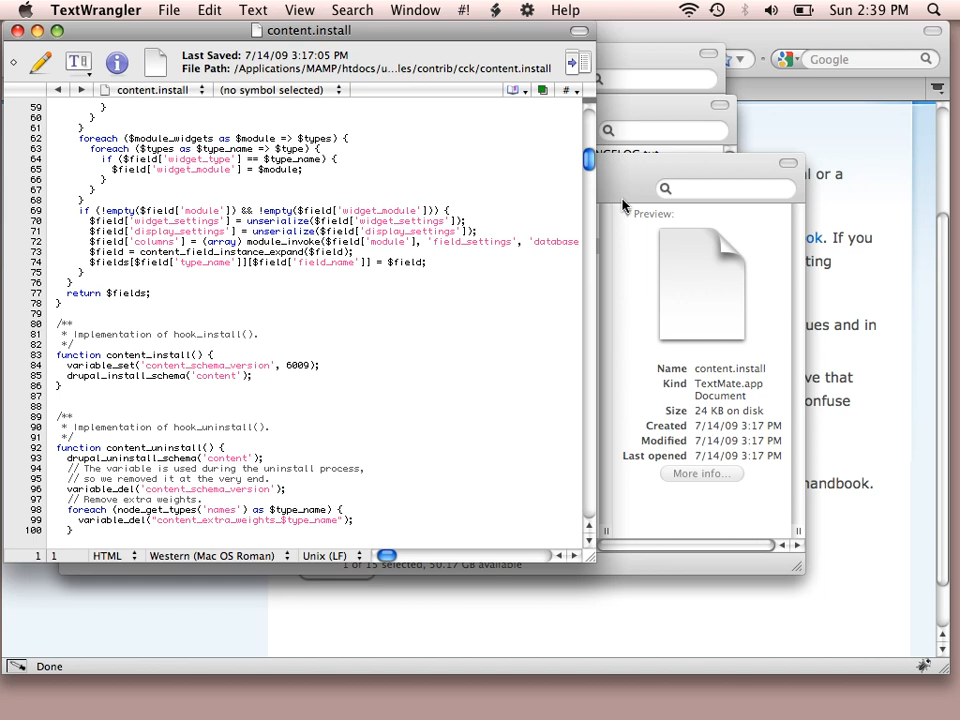 TextWrangler File Edit Text View Search Window #! Help Sun 2:39 PM
content.install
Last Saved: 7/14/09 3:17:05 PM
File Path: /Applications/MAMP/htdocs/u...les/contrib/cck/content.install
Google
content.install (no symbol selected) #
59 }
60 }
61 }
62 foreach ($module_widgets as $module => $types) {
63 foreach ($types as $type_name => $type) {
64 if ($field['widget_type'] == $type_name) {
65 $field['widget_module'] = $module;
66 }
67 }
68 }
69 if (!empty($field['module']) && !empty($field['widget_module'])) {
70 $field['widget_settings'] = unserialize($field['widget_settings']);
71 $field['display_settings'] = unserialize($field['display_settings']);
72 $field['columns'] = (array) module_invoke($field['module'], 'field_settings', 'database
73 $field = content_field_instance_expand($field);
74 $fields[$field['type_name']][$field['field_name']] = $field;
75 }
76 }
77 return $fields;
78 }
79
80 /**
81 * Implementation of hook_install().
82 */
83 function content_install() {
84 variable_set('content_schema_version', 6009);
85 drupal_install_schema('content');
86 }
87
88
89 /**
90 * Implementation of hook_uninstall().
91 */
92 function content_uninstall() {
93 drupal_uninstall_schema('content');
94 // The variable is used during the uninstall process,
95 // so we removed it at the very end.
96 variable_del('content_schema_version');
97 // Remove extra weights.
98 foreach (node_get_types('names') as $type_name) {
99 variable_del("content_extra_weights_$type_name");
100 }
1 1 HTML Western (Mac OS Roman) Unix (LF)
Preview:
Name content.install
Kind TextMate.app
Document
Size 24 KB on disk
Created 7/14/09 3:17 PM
Modified 7/14/09 3:17 PM
Last opened 7/14/09 3:17 PM
More info...
1 of 15 selected, 50.17 GB available
al or a
ok. If you
ting
ues and in
ve that
onfuse
handbook.
Done